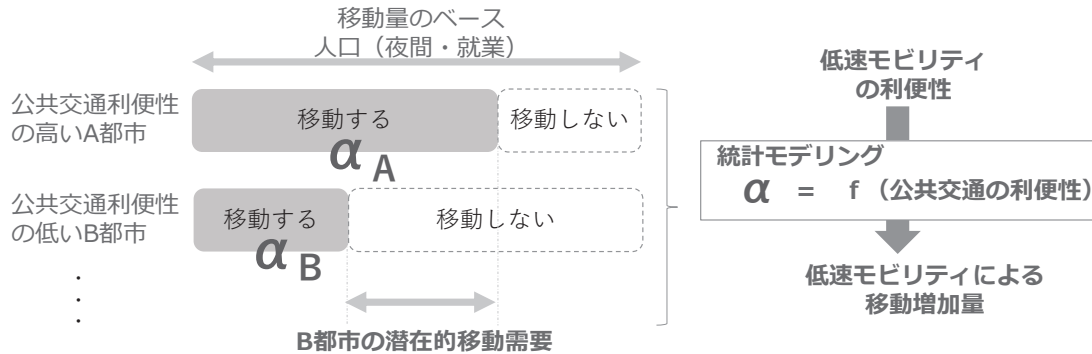 移動量のベース
人口（夜間・就業）
公共交通利便性
の高いA都市
移動する
移動しない
α A
公共交通利便性
の低いB都市
移動する
移動しない
α B
・
・
・
B都市の潜在的移動需要
低速モビリティ
の利便性
統計モデリング
α = f（公共交通の利便性）
低速モビリティによる
移動増加量